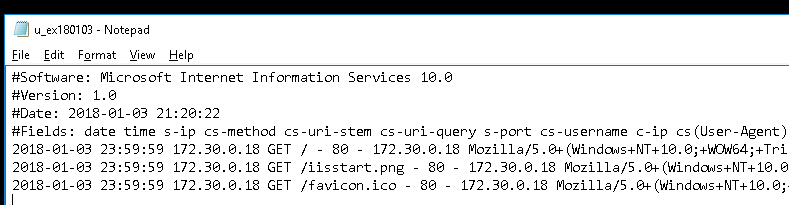 u_ex180103 - Notepad
File Edit Format View Help
#Software: Microsoft Internet Information Services 10.0
#Version: 1.0
#Date: 2018-01-03 21:20:22
#Fields: date time s-ip cs-method cs-uri-stem cs-uri-query s-port cs-username c-ip cs(User-Agent)
2018-01-03 23:59:59 172.30.0.18 GET / - 80 - 172.30.0.18 Mozilla/5.0+(Windows+NT+10.0;+WOW64;+Tri
2018-01-03 23:59:59 172.30.0.18 GET /iisstart.png - 80 - 172.30.0.18 Mozilla/5.0+(Windows+NT+10.0
2018-01-03 23:59:59 172.30.0.18 GET /favicon.ico - 80 - 172.30.0.18 Mozilla/5.0+(Windows+NT+10.0;